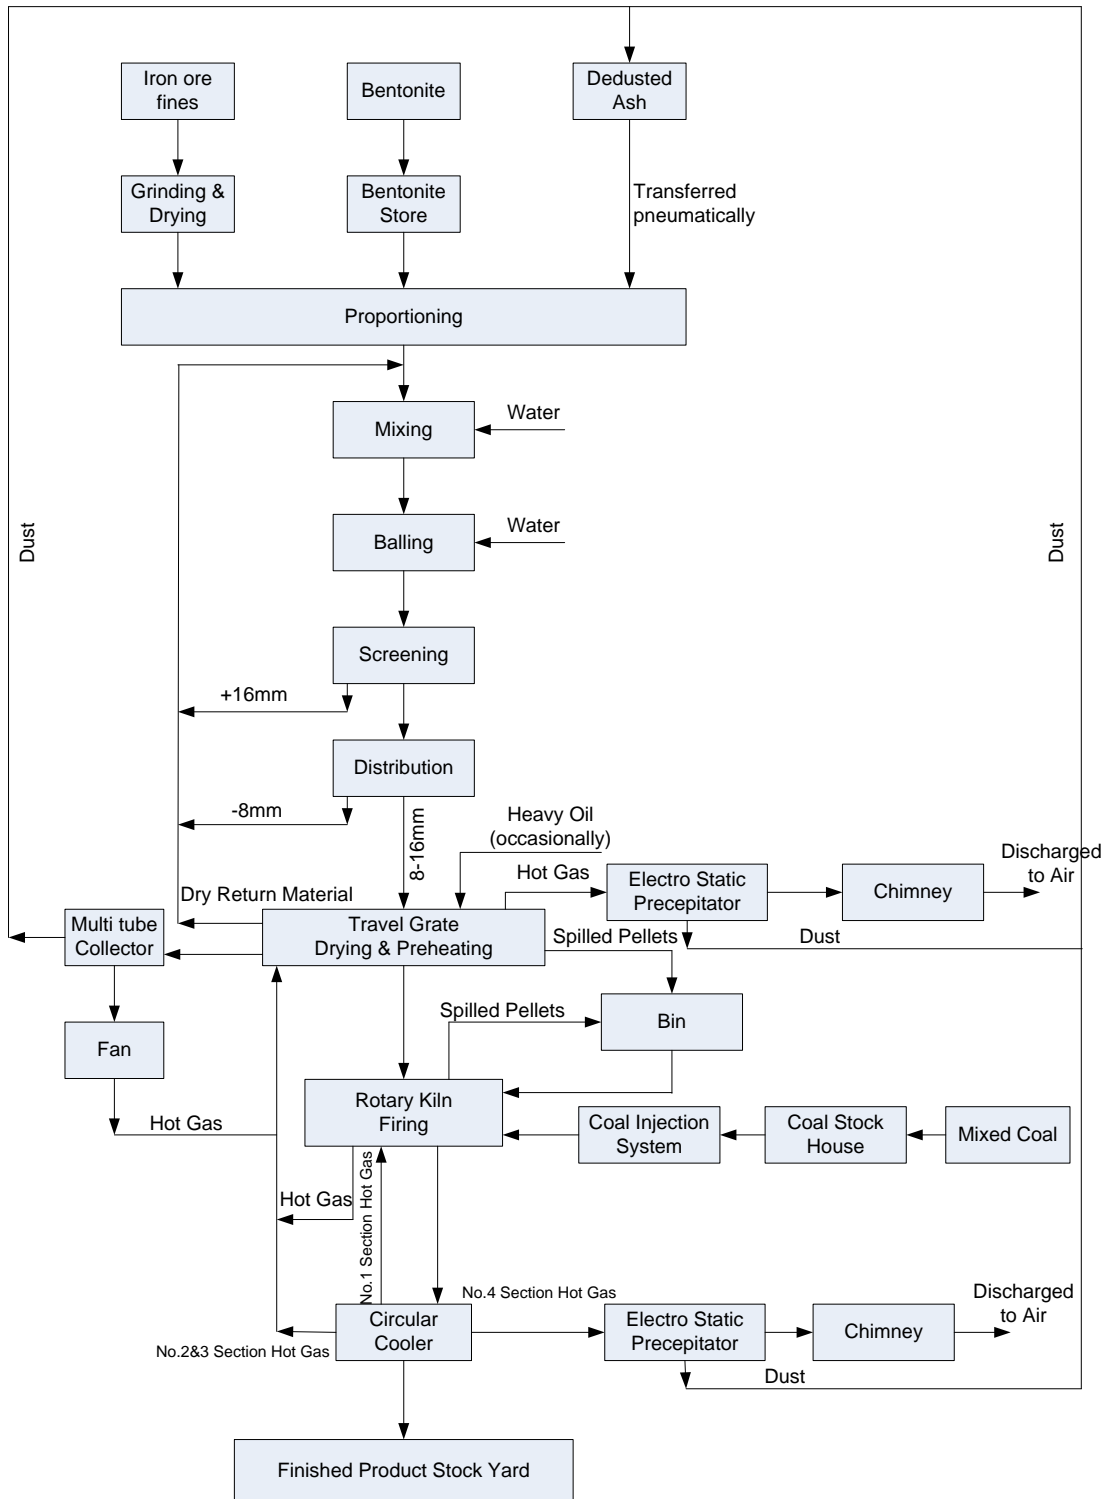 Iron ore
fines
Bentonite
Dedusted
Ash
Grinding &
Drying
Bentonite
Store
Transferred
pneumatically
Proportioning
Mixing
Water
Balling
Water
Dust
Dust
Screening
+16mm
Distribution
-8mm
8-16mm
Heavy Oil
(occasionally)
Hot Gas
Electro Static
Precepitator
Chimney
Discharged
to Air
Dry Return Material
Multi tube
Collector
Travel Grate
Drying & Preheating
Spilled Pellets
Dust
Spilled Pellets
Bin
Fan
Hot Gas
Rotary Kiln
Firing
Coal Injection
System
Coal Stock
House
Mixed Coal
Hot Gas
No.1 Section Hot Gas
No.4 Section Hot Gas
Circular
Cooler
No.2&3 Section Hot Gas
Electro Static
Precepitator
Chimney
Discharged
to Air
Dust
Finished Product Stock Yard